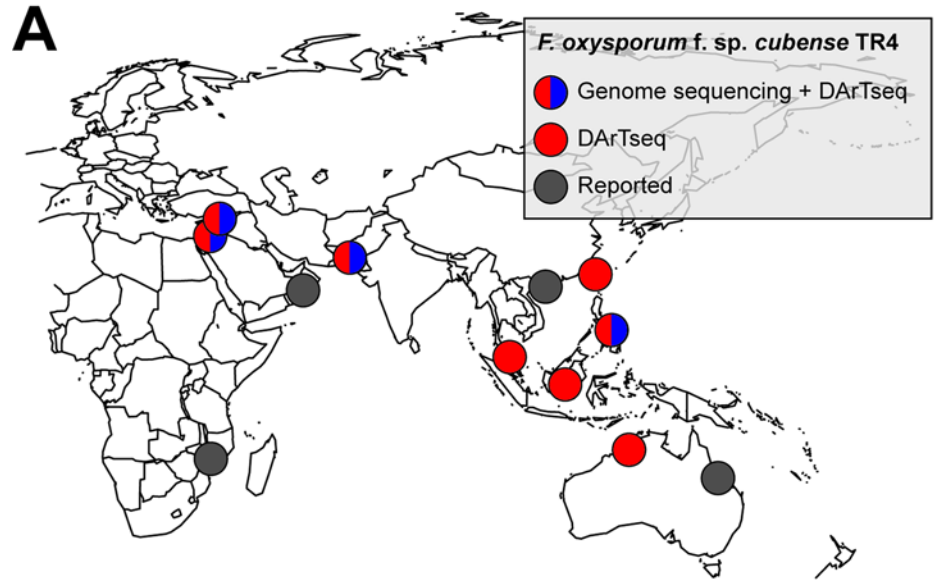 A
F. oxysporum f. sp. cubense TR4
Genome sequencing + DArTseq
DArTseq
Reported